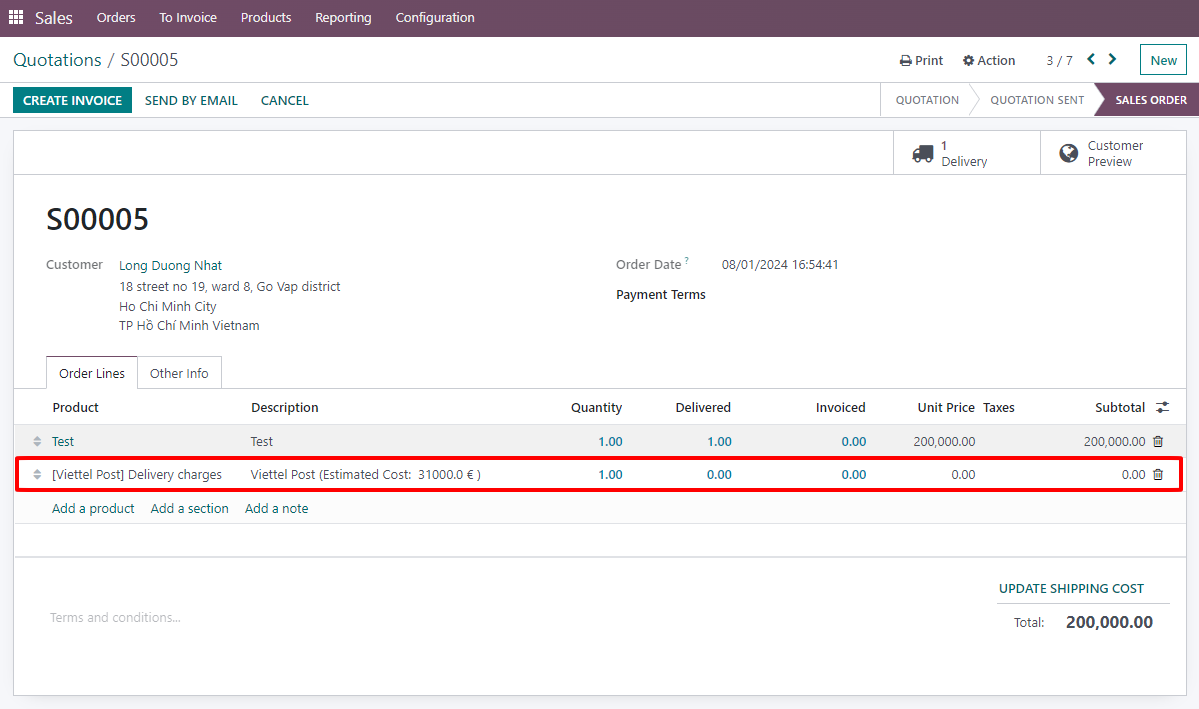 Sales Orders To Invoice Products Reporting Configuration
Quotations / S00005 Print Action 3 / 7 New
CREATE INVOICE SEND BY EMAIL CANCEL QUOTATION QUOTATION SENT SALES ORDER
1 Delivery
Customer Preview
S00005
Customer Long Duong Nhat
18 street no 19, ward 8, Go Vap district
Ho Chi Minh City
TP Hồ Chí Minh Vietnam
Order Date ? 08/01/2024 16:54:41
Payment Terms
Order Lines Other Info
Product Description Quantity Delivered Invoiced Unit Price Taxes Subtotal
Test Test 1.00 1.00 0.00 200,000.00 200,000.00
[Viettel Post] Delivery charges Viettel Post (Estimated Cost: 31000.0 € ) 1.00 0.00 0.00 0.00 0.00
Add a product Add a section Add a note
UPDATE SHIPPING COST
Terms and conditions...
Total: 200,000.00